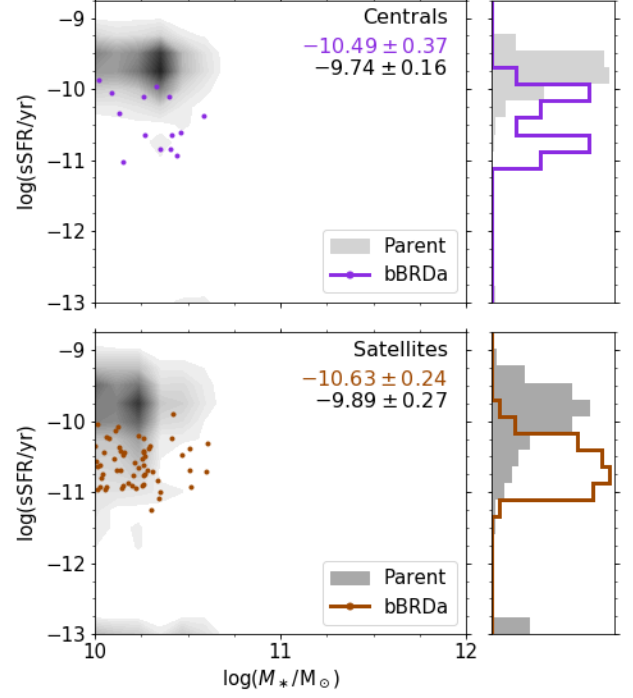 Centrals
−10.49 ± 0.37
−9.74 ± 0.16
log(sSFR/yr)
−9
−10
−11
−12
−13
Parent
bBRDa
Satellites
−10.63 ± 0.24
−9.89 ± 0.27
log(sSFR/yr)
−9
−10
−11
−12
−13
Parent
bBRDa
10 11 12
log(M∗/M⊙)